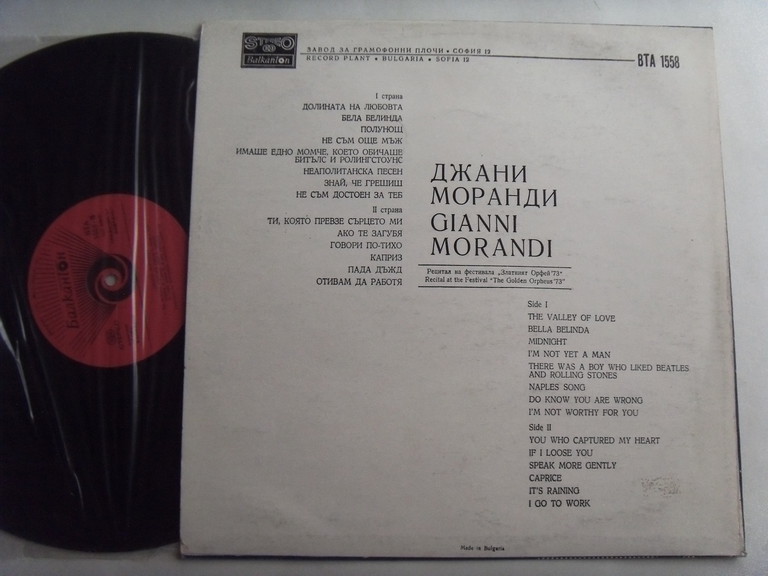 STEREO
Balkanton
ЗАВОД ЗА ГРАМОФОННИ ПЛОЧИ • СОФИЯ 12
RECORD PLANT • BULGARIA • SOFIA 12
ВТА 1558
I страна
ДОЛИНАТА НА ЛЮБОВТА
БЕЛА БЕЛИНДА
ПОЛУНОЩ
НЕ СЪМ ОЩЕ МЪЖ
ИМАШЕ ЕДНО МОМЧЕ, КОЕТО ОБИЧАШЕ
БИТЪЛС И РОЛИНГСТОУНС
НЕАПОЛИТАНСКА ПЕСЕН
ЗНАЙ, ЧЕ ГРЕШИШ
НЕ СЪМ ДОСТОЕН ЗА ТЕБ
II страна
ТИ, КОЯТО ПРЕВЗЕ СЪРЦЕТО МИ
АКО ТЕ ЗАГУБЯ
ГОВОРИ ПО-ТИХО
КАПРИЗ
ПАДА ДЪЖД
ОТИВАМ ДА РАБОТЯ
ДЖАНИ
МОРАНДИ
GIANNI
MORANDI
Рецитал на фестивала „Златният Орфей'73“
Recital at the Festival "The Golden Orpheus'73"
Side I
THE VALLEY OF LOVE
BELLA BELINDA
MIDNIGHT
I'M NOT YET A MAN
THERE WAS A BOY WHO LIKED BEATLES
AND ROLLING STONES
NAPLES SONG
DO KNOW YOU ARE WRONG
I'M NOT WORTHY FOR YOU
Side II
YOU WHO CAPTURED MY HEART
IF I LOOSE YOU
SPEAK MORE GENTLY
CAPRICE
IT'S RAINING
I GO TO WORK
Made in Bulgaria
Балкантон